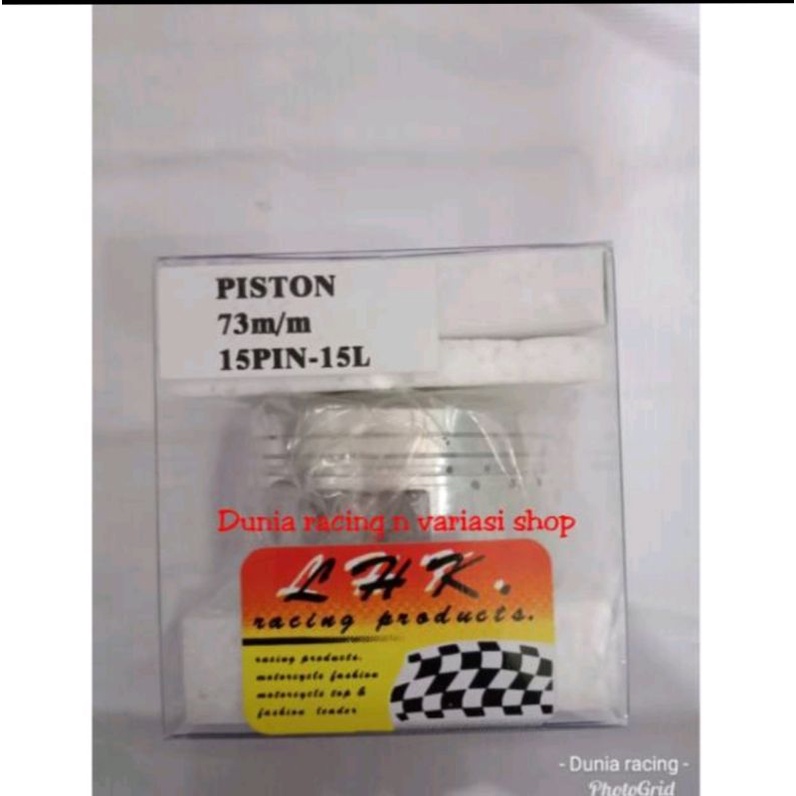 PISTON
73m/m
15PIN-15L
Dunia racing n variasi shop
LHK.
racing products.
racing products.
motorcycle fashion
motorcycle top &
fashion leader
- Dunia racing -
PhotoGrid